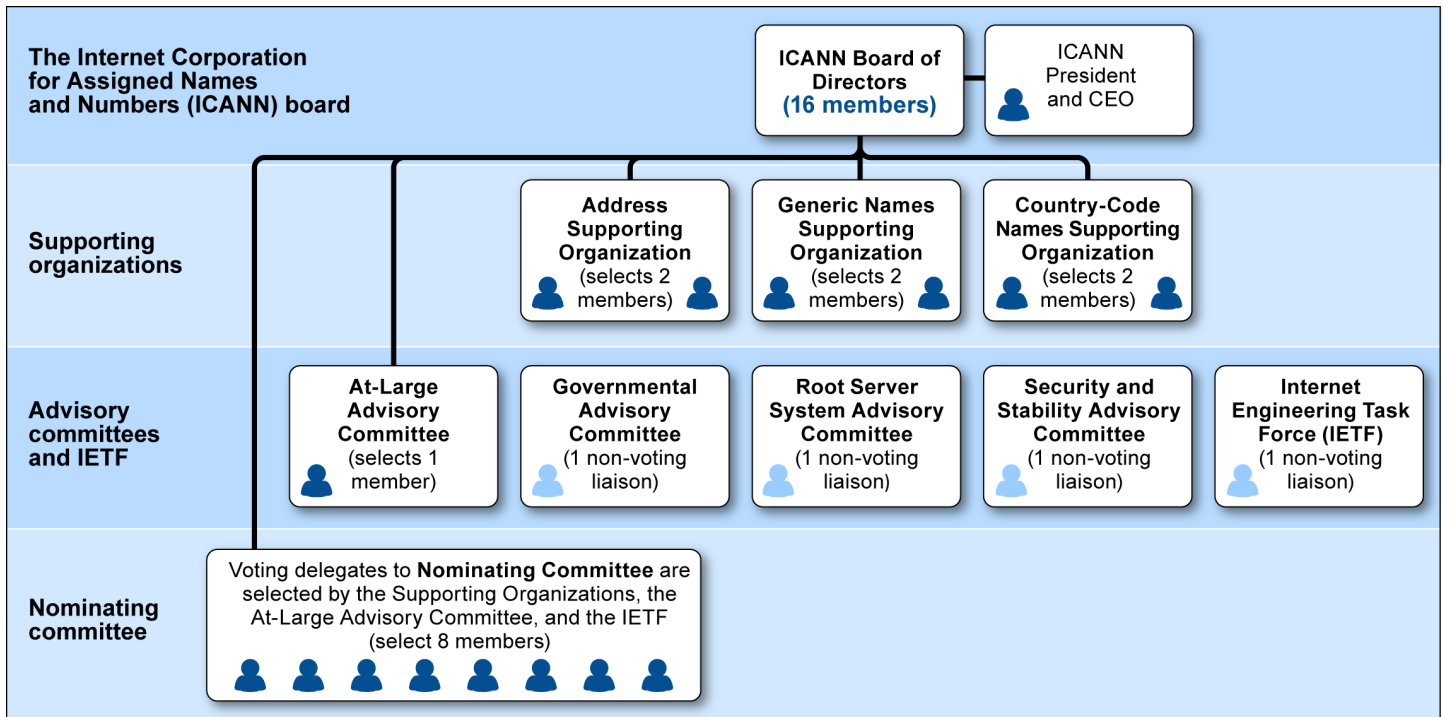 The Internet Corporation
for Assigned Names
and Numbers (ICANN) board
ICANN Board of
Directors
(16 members)
ICANN
President
and CEO
Supporting
organizations
Address
Supporting
Organization
(selects 2
members)
Generic Names
Supporting
Organization
(selects 2
members)
Country-Code
Names Supporting
Organization
(selects 2
members)
Advisory
committees
and IETF
At-Large
Advisory
Committee
(selects 1
member)
Governmental
Advisory
Committee
(1 non-voting
liaison)
Root Server
System Advisory
Committee
(1 non-voting
liaison)
Security and
Stability Advisory
Committee
(1 non-voting
liaison)
Internet
Engineering Task
Force (IETF)
(1 non-voting
liaison)
Nominating
committee
Voting delegates to Nominating Committee are
selected by the Supporting Organizations, the
At-Large Advisory Committee, and the IETF
(select 8 members)